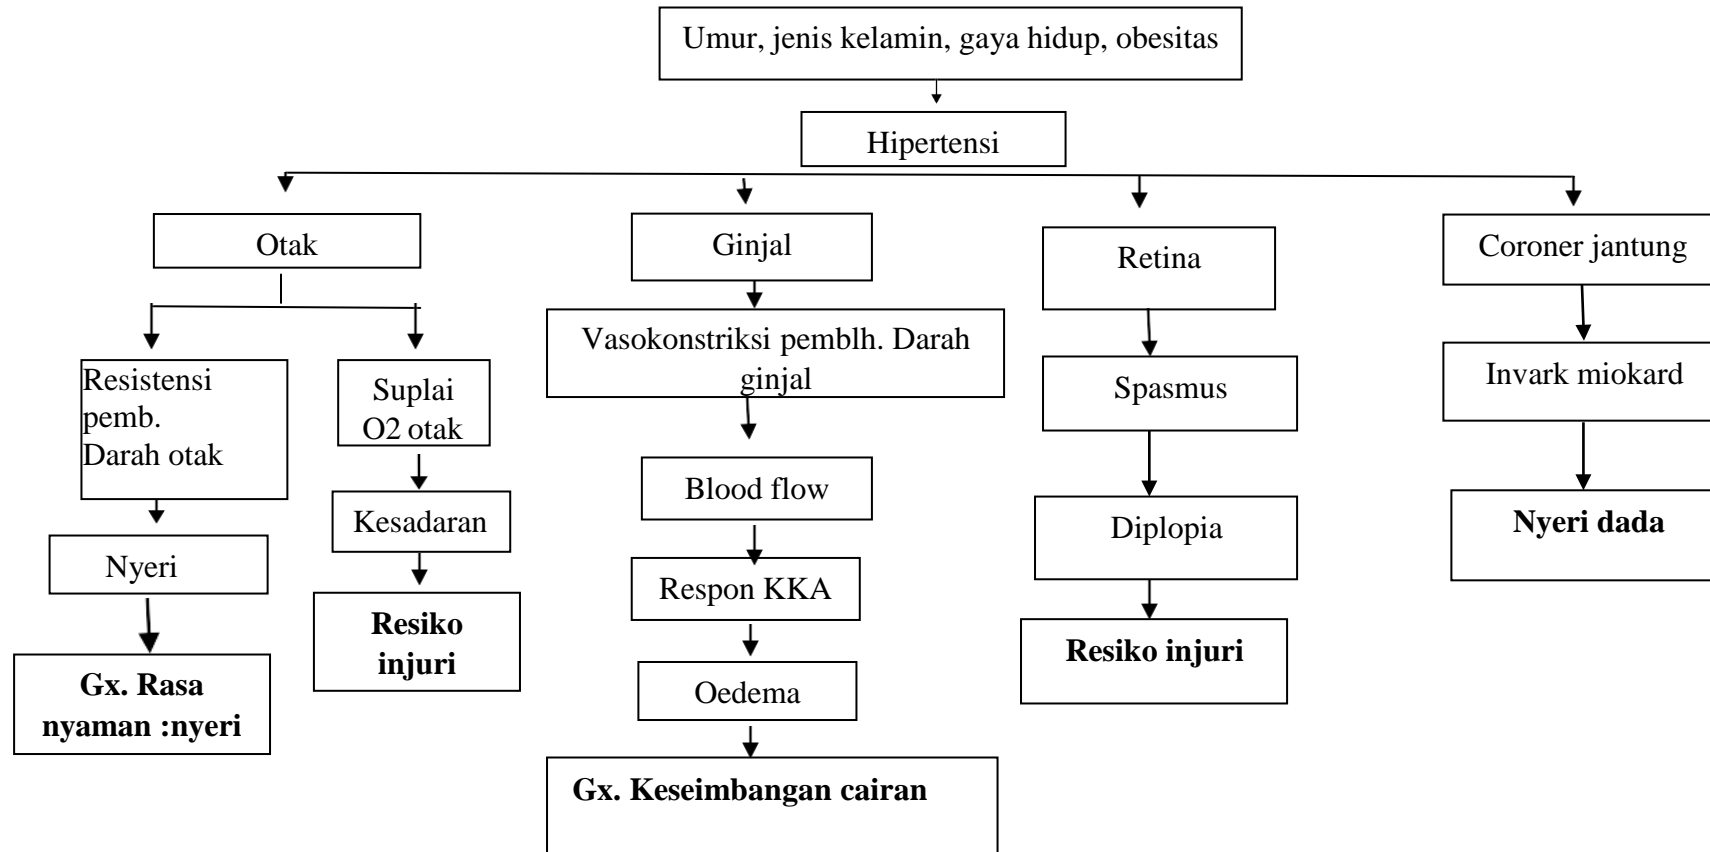 Umur, jenis kelamin, gaya hidup, obesitas
Hipertensi
Otak
Ginjal
Retina
Coroner jantung
Resistensi
pemb.
Darah otak
Suplai
O2 otak
Vasokonstriksi pemblh. Darah
ginjal
Spasmus
Invark miokard
Nyeri
Kesadaran
Blood flow
Diplopia
Nyeri dada
Gx. Rasa
nyaman :nyeri
Resiko
injuri
Respon KKA
Resiko injuri
Oedema
Gx. Keseimbangan cairan